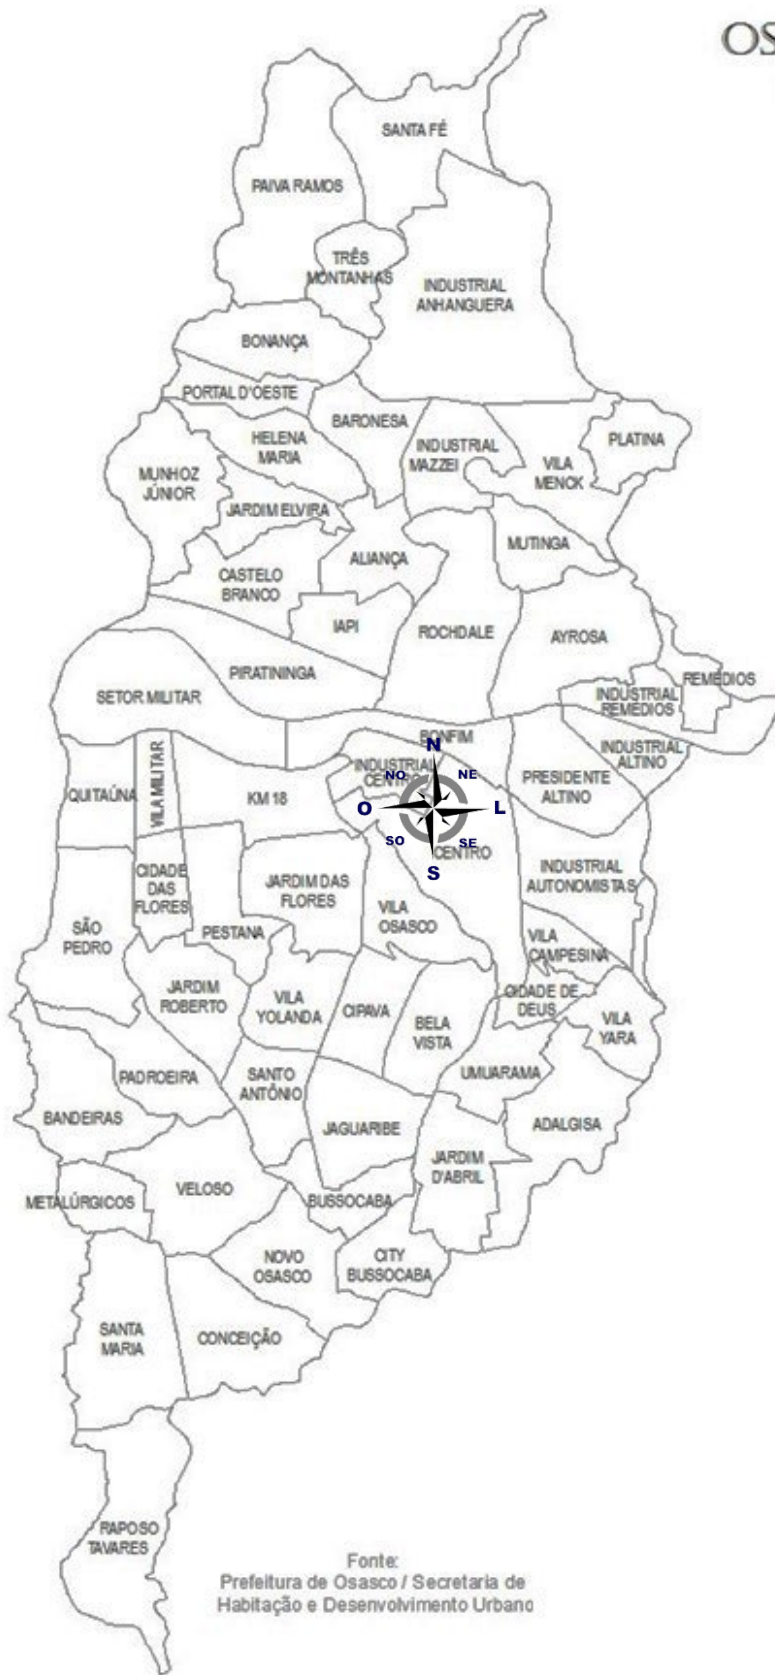 OS
SANTA FÉ
PAIVA RAMOS
TRÊS
MONTANHAS
INDUSTRIAL
ANHANGUERA
BONANÇA
PORTAL D'OESTE
BARONESA
HELENA
MARIA
INDUSTRIAL
MAZZEI
PLATINA
VILA
MENCK
MUNHOZ
JÚNIOR
JARDIM ELVIRA
MUTINGA
ALIANÇA
CASTELO
BRANCO
IAPI
ROCHDALE
AYROSA
PIRATININGA
REMÉDIOS
SETOR MILITAR
INDUSTRIAL
REMÉDIOS
BONFIM
INDUSTRIAL
ALTINO
N
INDUSTRIAL
CENTRO
NO
NE
PRESIDENTE
ALTINO
QUITAÚNA
VILA MILITAR
KM 18
O
L
SO
SE
CENTRO
S
CIDADE
DAS
FLORES
JARDIM DAS
FLORES
INDUSTRIAL
AUTONOMISTAS
VILA
OSASCO
SÃO
PEDRO
PESTANA
VILA
CAMPESINA
JARDIM
ROBERTO
VILA
YOLANDA
CIPAVA
BELA
VISTA
CIDADE DE
DEUS
VILA
YARA
PADROEIRA
SANTO
ANTÔNIO
UMUARAMA
BANDEIRAS
JAGUARIBE
ADALGISA
JARDIM
D'ABRIL
METALÚRGICOS
VELOSO
BUSSOCABA
NOVO
OSASCO
CITY
BUSSOCABA
SANTA
MARIA
CONCEIÇÃO
RAPOSO
TAVARES
Fonte:
Prefeitura de Osasco / Secretaria de
Habitação e Desenvolvimento Urbano